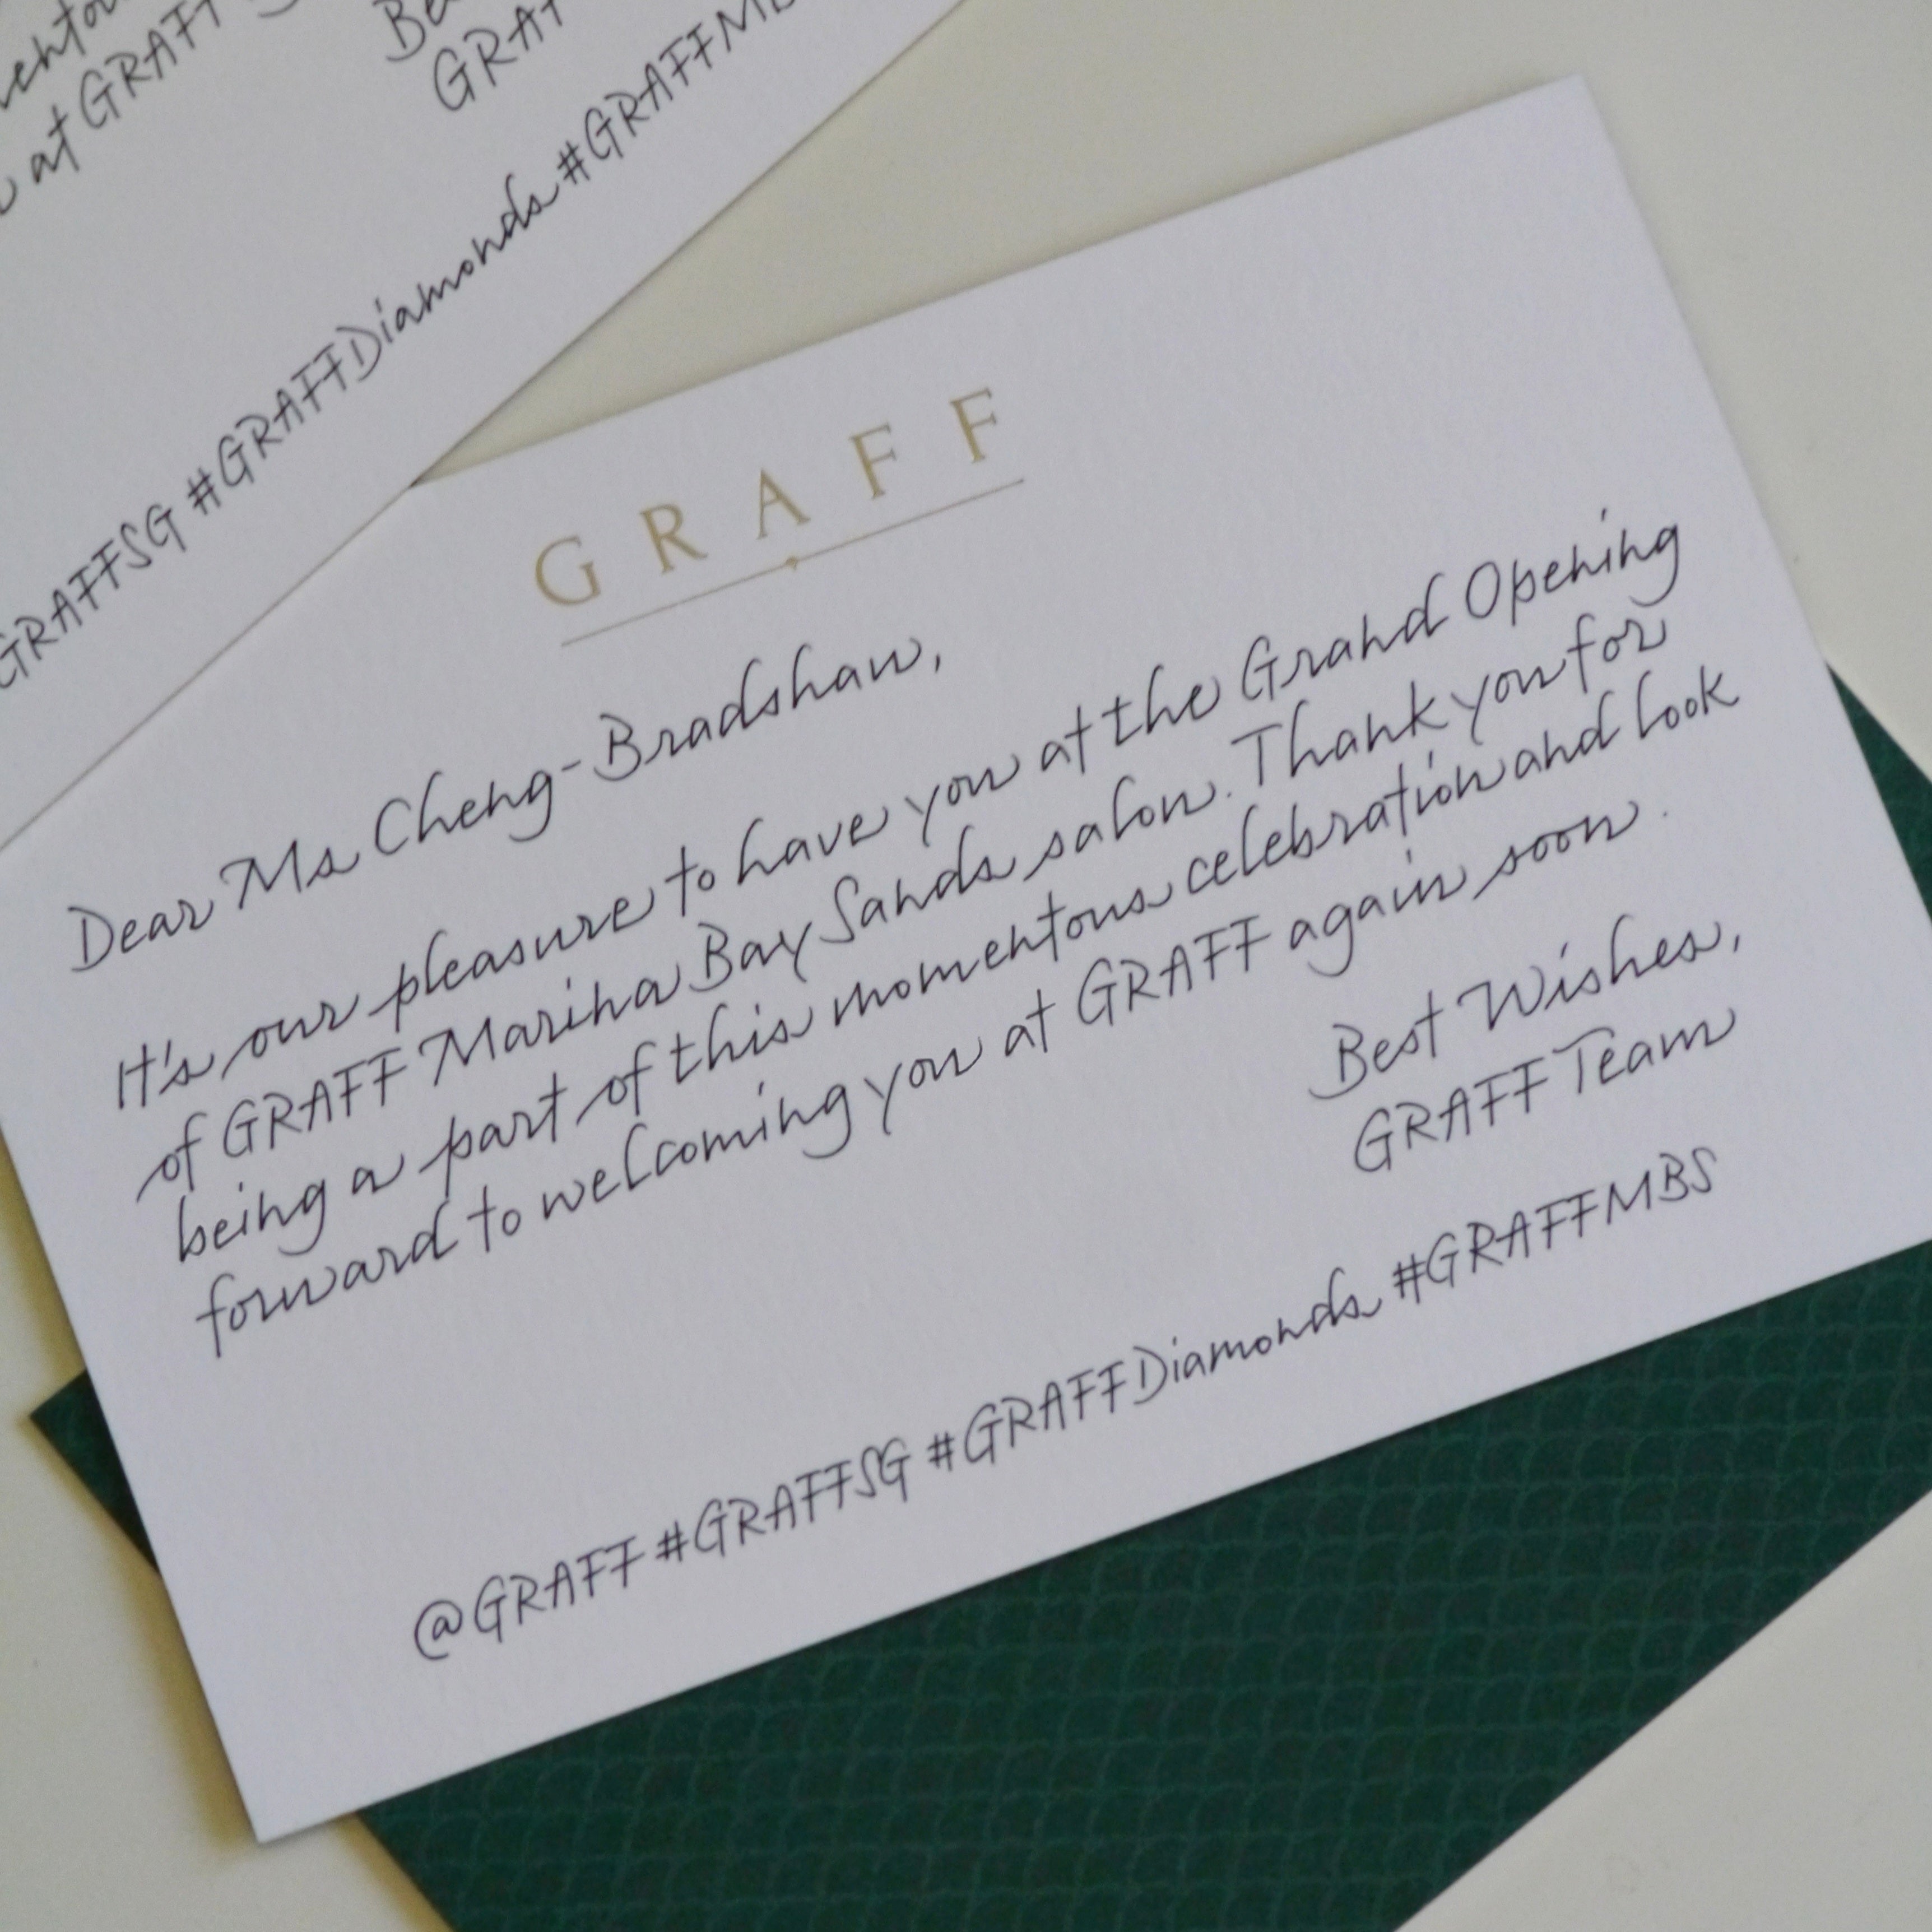 at GRAFF
GRAFFSG #GRAFFDiamonds #GRAFFMB
GRAFF
Dear Ms Cheng-Bradshaw,
It's our pleasure to have you at the Grand Opening
of GRAFF Marina Bay Sands salon. Thank you for
being a part of this momentous celebration and look
forward to welcoming you at GRAFF again soon.
Best Wishes,
GRAFF Team
@GRAFF #GRAFFSG #GRAFFDiamonds #GRAFFMBS